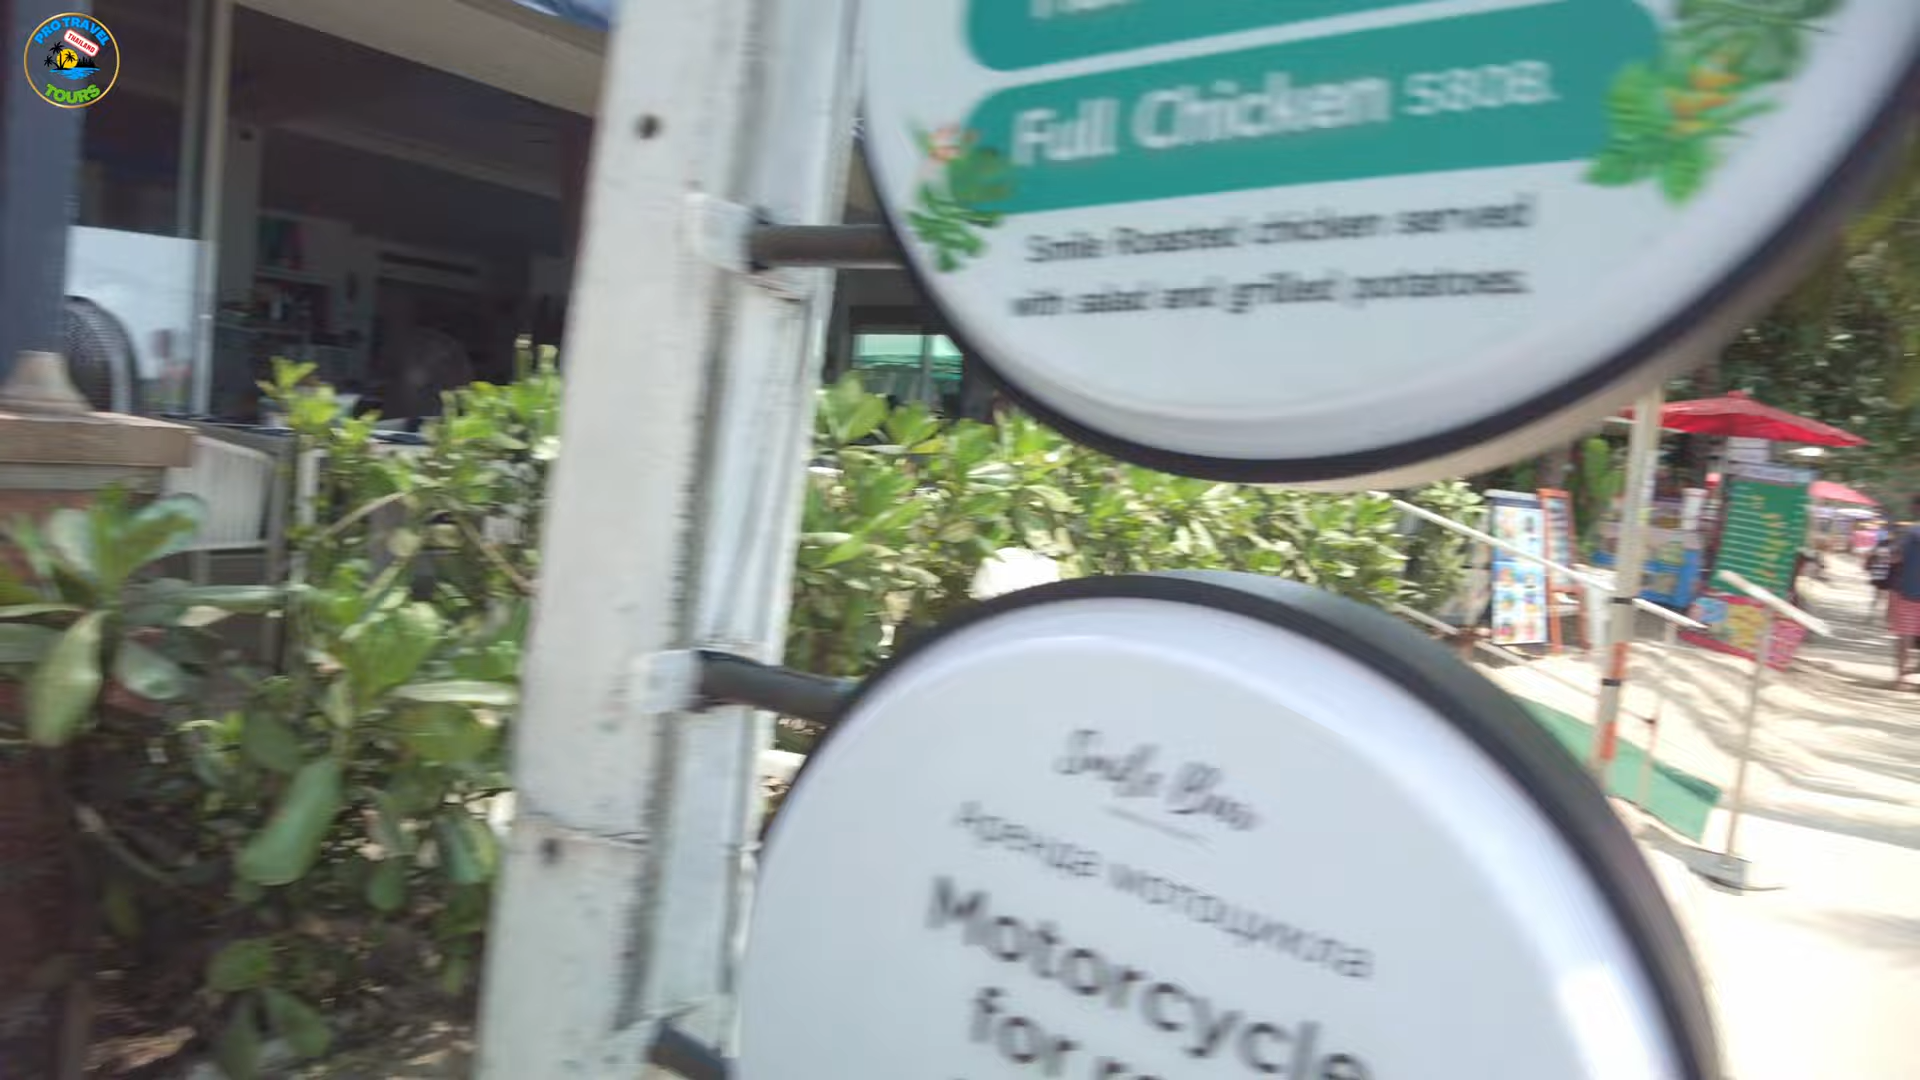 PRO TRAVEL
THAILAND
TOURS
Full Chicken 580B.
Smile Roasted chicken served
with salad and grilled potatoes.
Smile Bleu
Аренда мотоцикла
Motorcycle
for